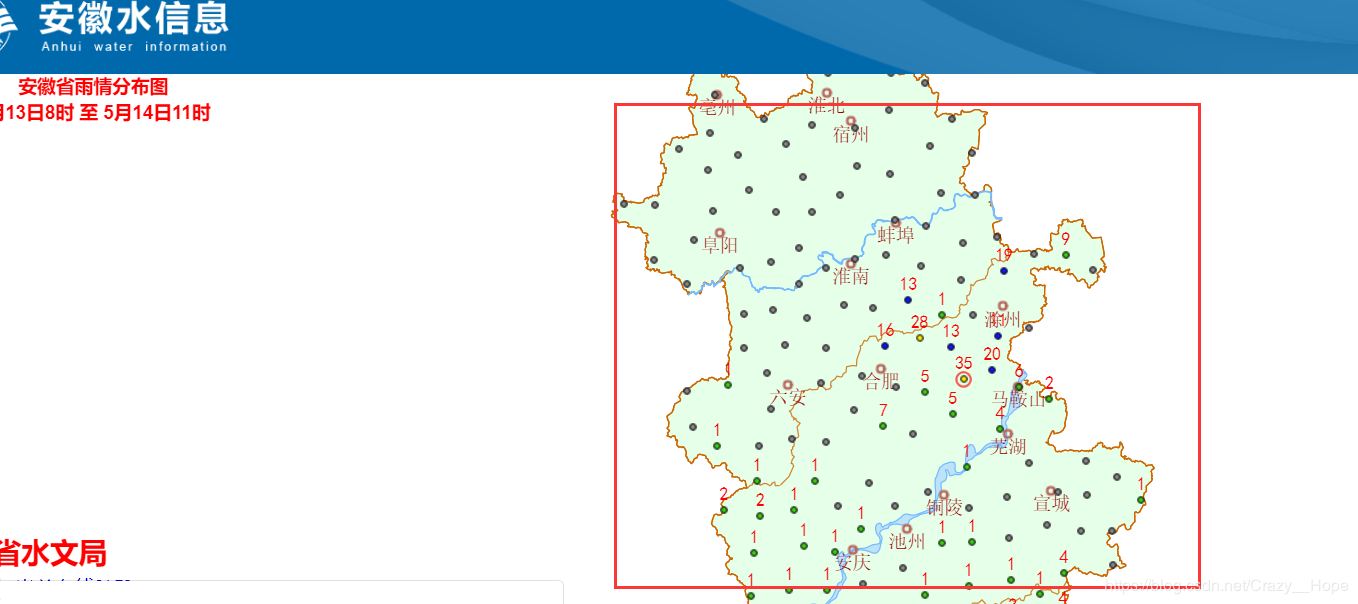 安徽水信息
Anhui water information
安徽省雨情分布图
月13日8时 至 5月14日11时
亳州
淮北
宿州
阜阳
蚌埠
9
淮南
19
13
1
滁州
28
16
13
20
35
合肥
6
5
2
六安
马鞍山
5
7
4
1
芜湖
1
1
1
1
2
2
1
铜陵
宣城
1
1
1
1
1
1
池州
安庆
省水文局
4
1
1
1
1
1
1
1
https://blog.csdn.net/Crazy__Hope